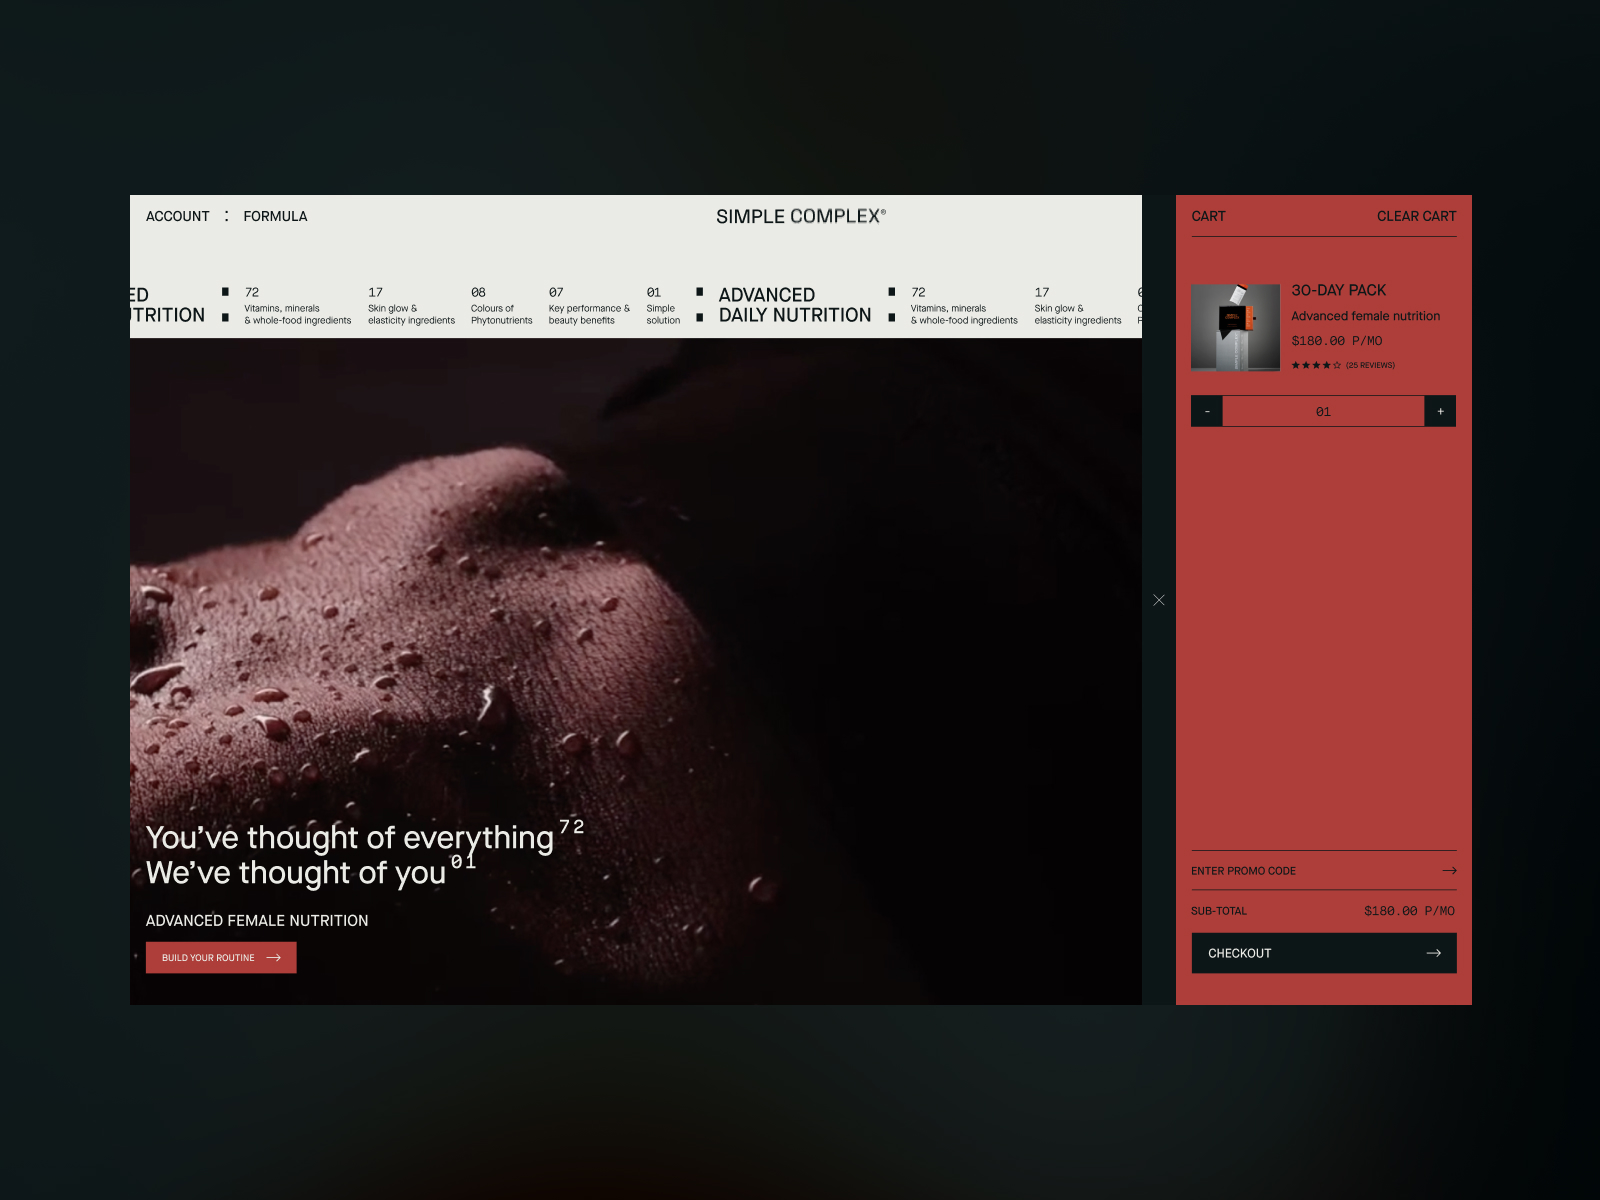 ACCOUNT : FORMULA
SIMPLE COMPLEX®
ED
UTRITION
72
Vitamins, minerals
& whole-food ingredients
17
Skin glow &
elasticity ingredients
08
Colours of
Phytonutrients
07
Key performance &
beauty benefits
01
Simple
solution
ADVANCED
DAILY NUTRITION
72
Vitamins, minerals
& whole-food ingredients
17
Skin glow &
elasticity ingredients
You’ve thought of everything 72
We’ve thought of you 01
ADVANCED FEMALE NUTRITION
BUILD YOUR ROUTINE →
CART CLEAR CART
30-DAY PACK
Advanced female nutrition
$180.00 P/MO
★★★★☆ (25 REVIEWS)
- 01 +
ENTER PROMO CODE →
SUB-TOTAL $180.00 P/MO
CHECKOUT →